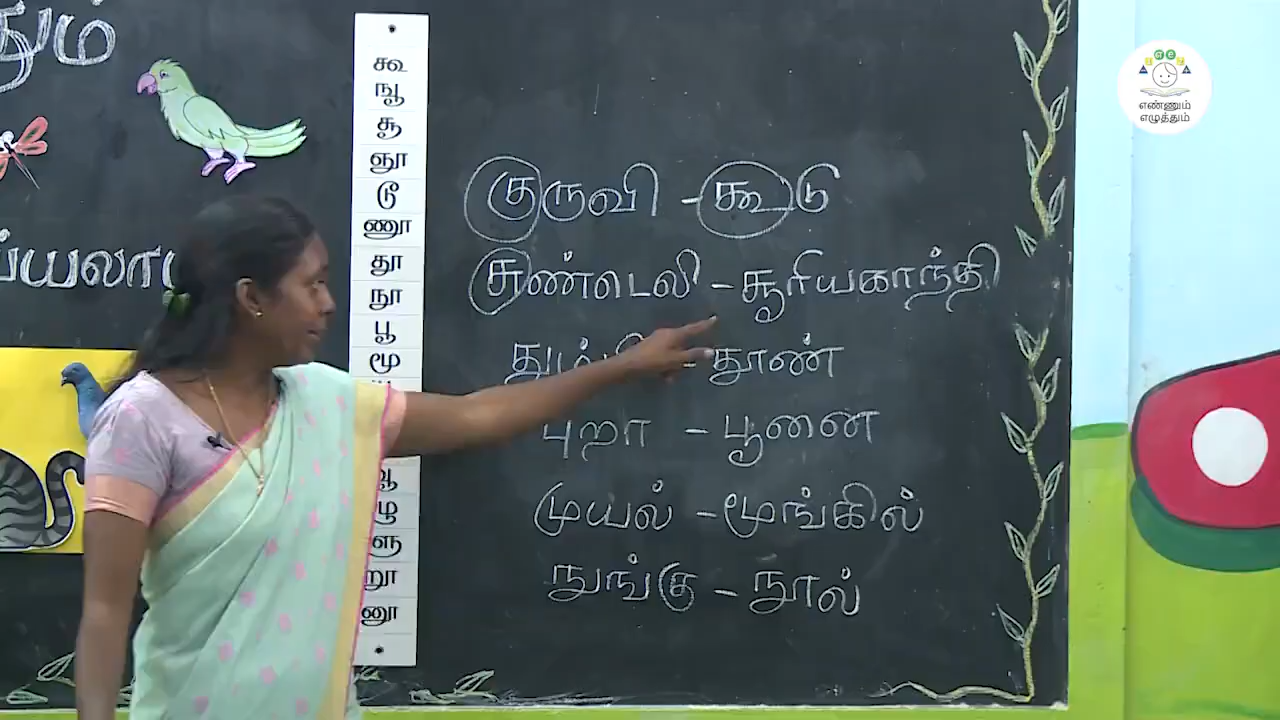 கூ
ஙூ
சூ
ஞூ
டூ
ணூ
தூ
நூ
பூ
மூ
றூ
னூ
குருவி - கூடு
சுண்டெலி - சூரியகாந்தி
- தூண்
புறா - பூனை
முயல் - மூங்கில்
நுங்கு - நூல்
எண்ணும்
எழுத்தும்